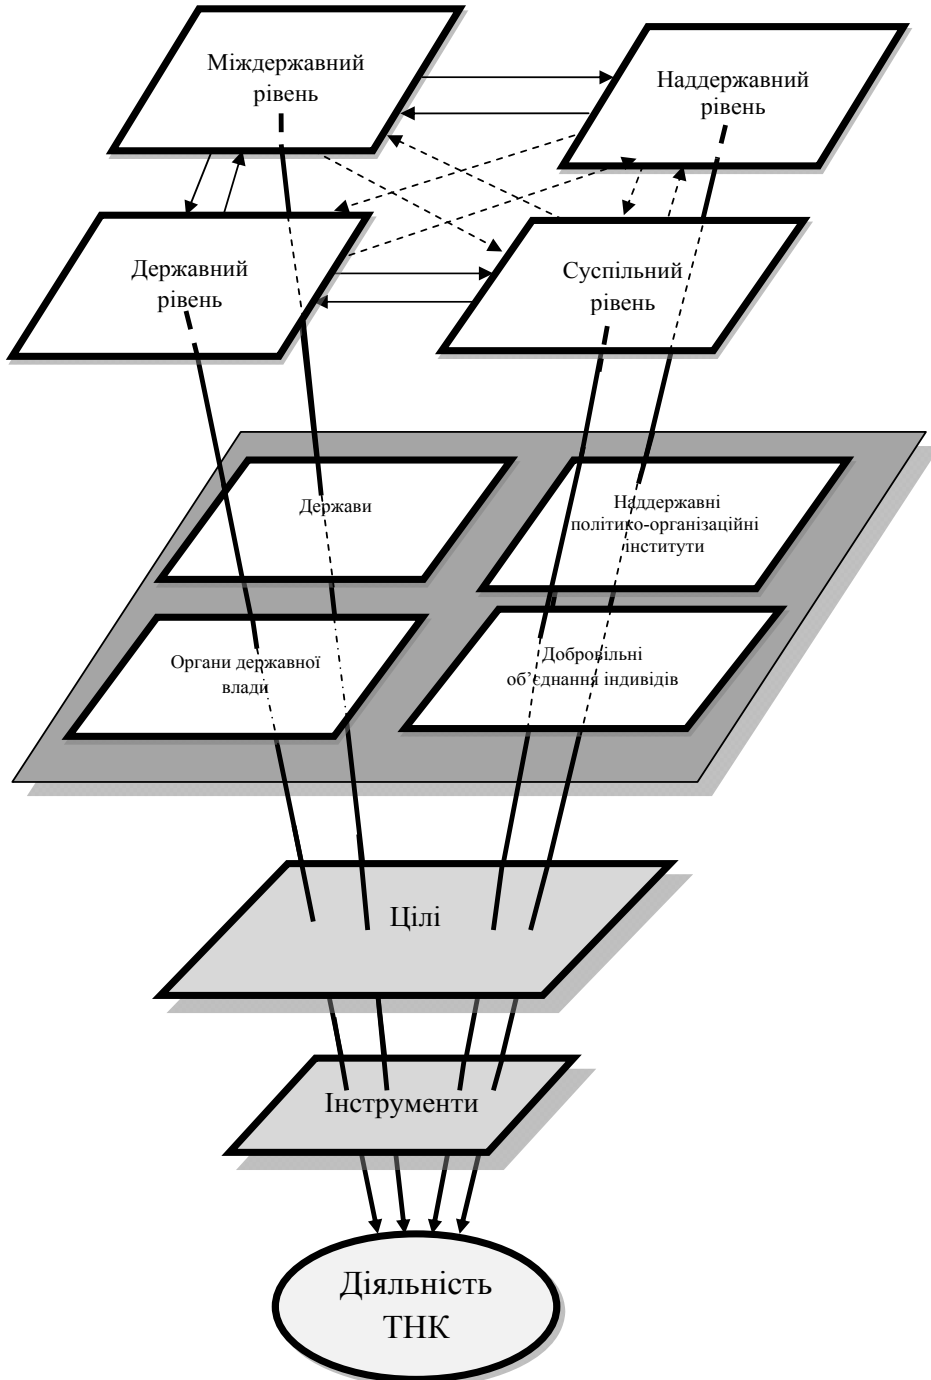 Міждержавний
рівень
Наддержавний
рівень
Державний
рівень
Суспільний
рівень
Держави
Наддержавні
політико-організаційні
інститути
Органи державної
влади
Добровільні
об’єднання індивідів
Цілі
Інструменти
Діяльність
ТНК